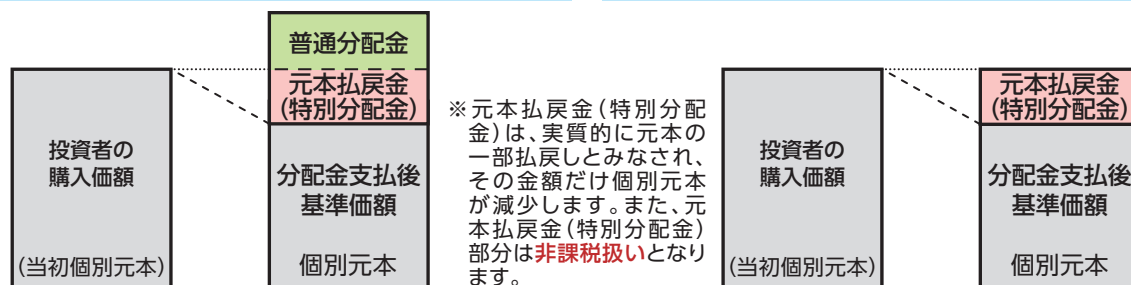 投資者の
購入価額
(当初個別元本)
普通分配金
元本払戻金
(特別分配金)
分配金支払後
基準価額
個別元本
※元本払戻金(特別分配
金)は、実質的に元本の
一部払戻しとみなされ、
その金額だけ個別元本
が減少します。また、元
本払戻金(特別分配金)
部分は非課税扱いとなり
ます。
投資者の
購入価額
(当初個別元本)
元本払戻金
(特別分配金)
分配金支払後
基準価額
個別元本